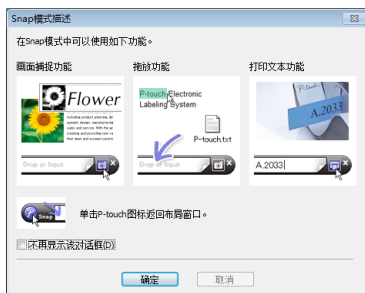 Snap模式描述
在Snap模式中可以使用如下功能。
画面捕捉功能
拖放功能
打印文本功能
Flower
P-touch Electronic
Labeling System
P-touch.txt
A.2033
Drop or Input
Drop or Input
A.2033
Snap
单击P-touch图标返回布局窗口。
不再显示该对话框(D)
确定
取消